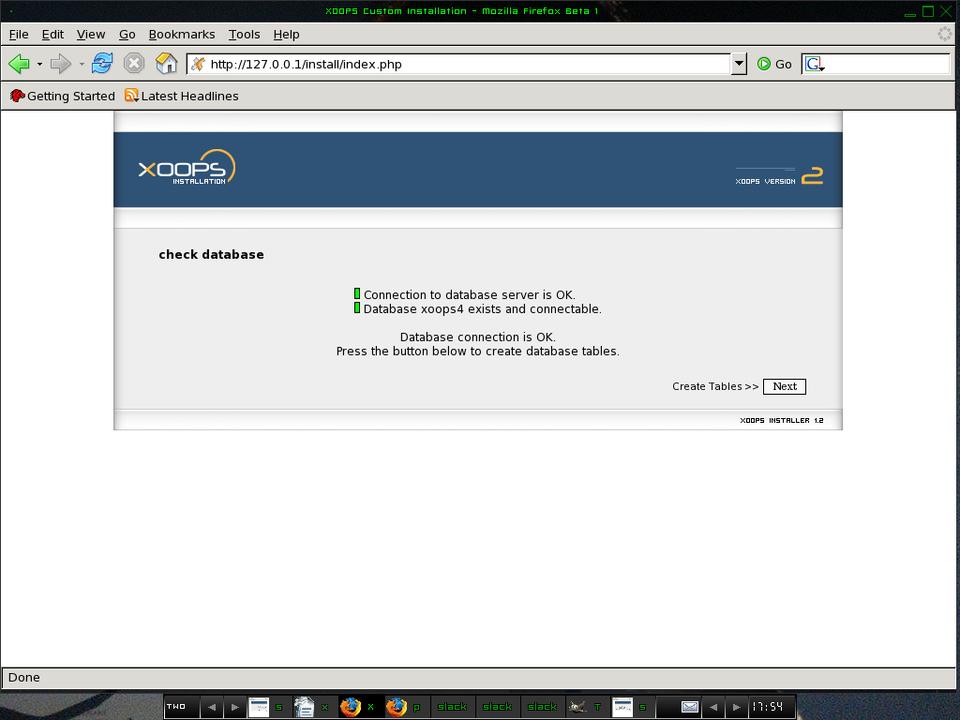 XOOPS Custom Installation - Mozilla Firefox Beta 1
File Edit View Go Bookmarks Tools Help
http://127.0.0.1/install/index.php
Go
G
Getting Started
Latest Headlines
XOOPS
INSTALLATION
XOOPS VERSION 2
check database
Connection to database server is OK.
Database xoops4 exists and connectable.
Database connection is OK.
Press the button below to create database tables.
Create Tables >> Next
XOOPS INSTALLER 1.2
Done
TWO s x X p slack slack slack T s 17:54